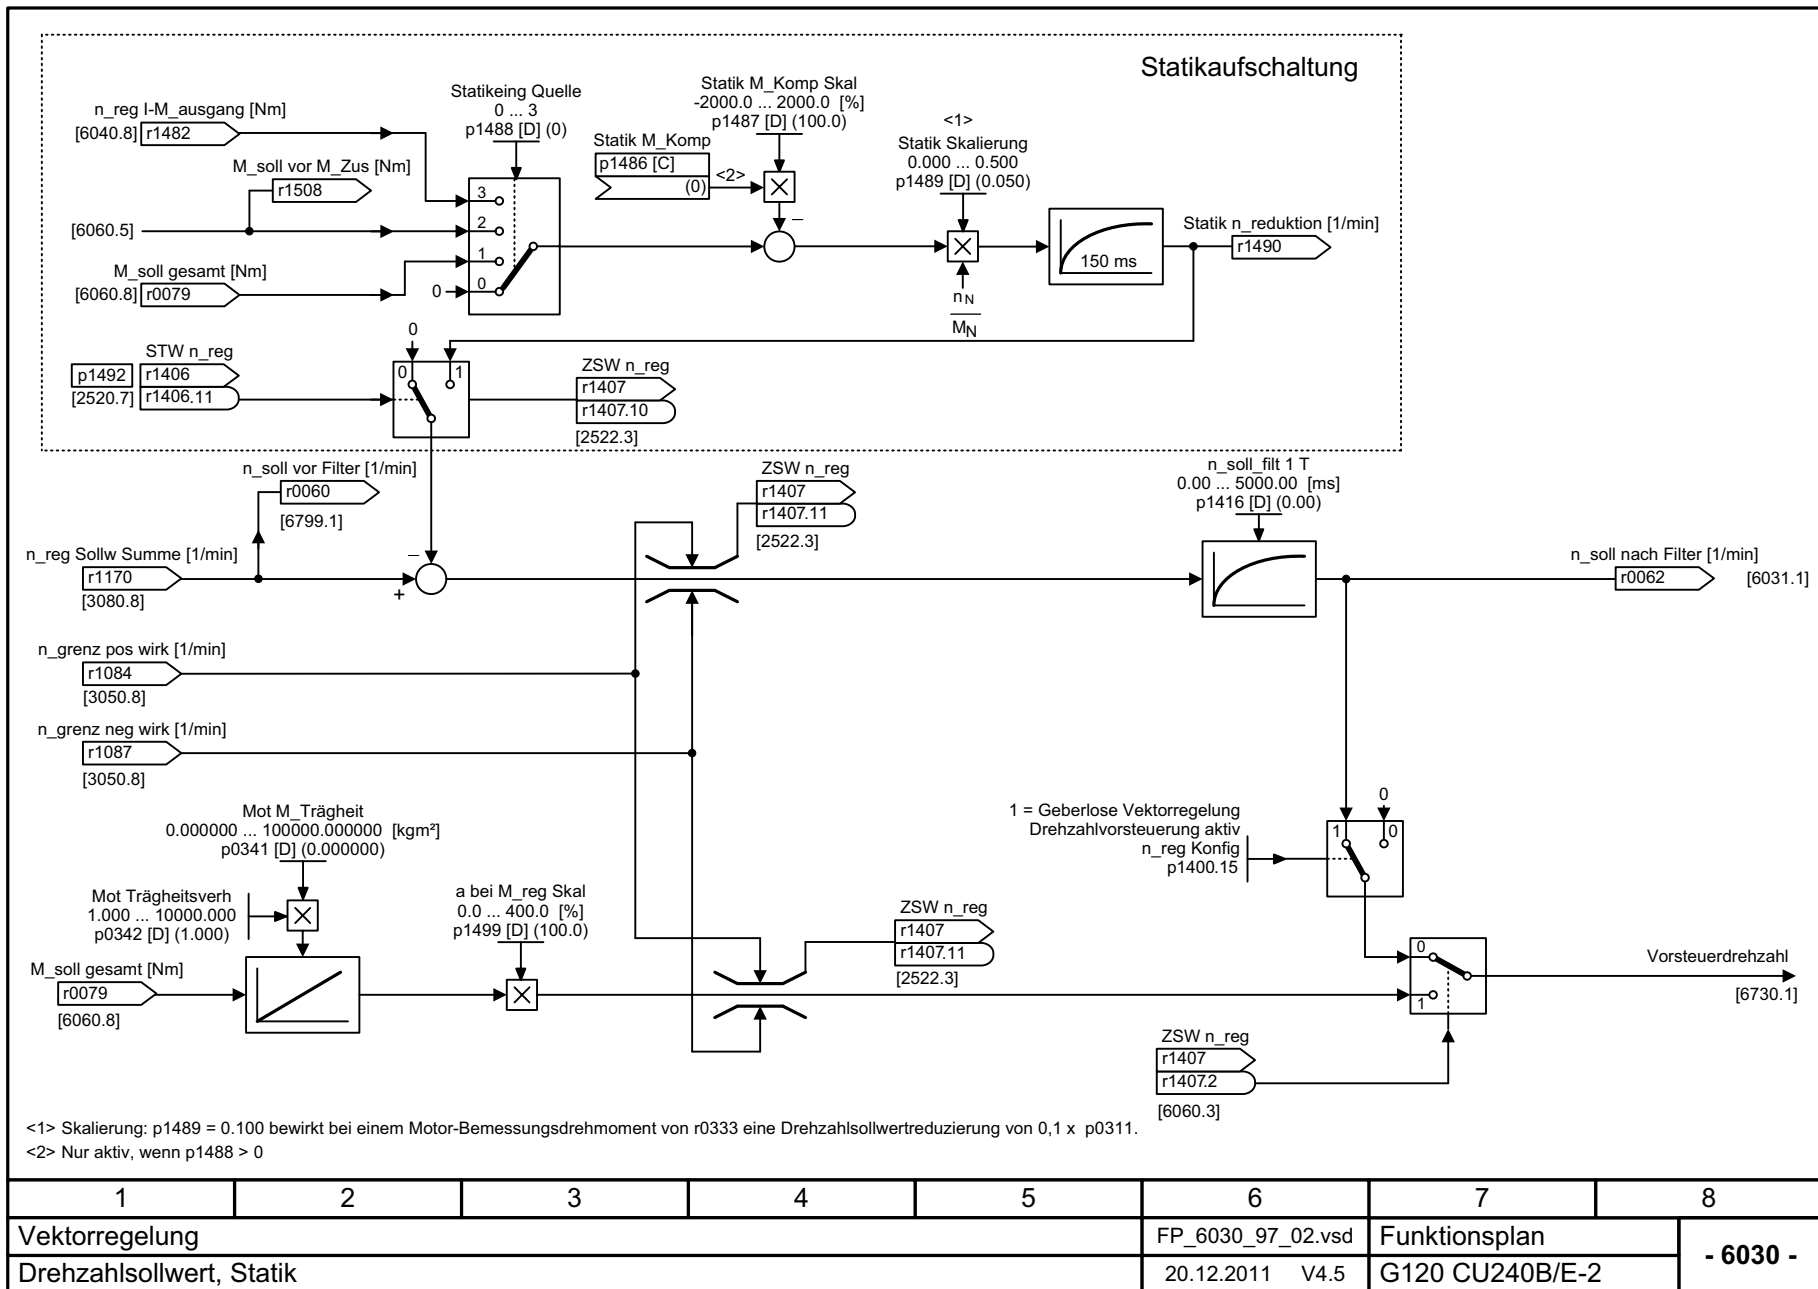 Statikaufschaltung
n_reg I-M_ausgang [Nm]
[6040.8] r1482
M_soll vor M_Zus [Nm]
r1508
[6060.5]
M_soll gesamt [Nm]
[6060.8] r0079
Statikeing Quelle
0 ... 3
p1488 [D] (0)
3
2
1
0
0
Statik M_Komp Skal
-2000.0 ... 2000.0 [%]
p1487 [D] (100.0)
Statik M_Komp
p1486 [C]
(0)
<2>
–
<1>
Statik Skalierung
0.000 ... 0.500
p1489 [D] (0.050)
nN
MN
150 ms
Statik n_reduktion [1/min]
r1490
STW n_reg
p1492 r1406
[2520.7] r1406.11
0
0 1
ZSW n_reg
r1407
r1407.10
[2522.3]
n_soll vor Filter [1/min]
r0060
[6799.1]
n_reg Sollw Summe [1/min]
r1170
[3080.8]
–
+
ZSW n_reg
r1407
r1407.11
[2522.3]
n_soll_filt 1 T
0.00 ... 5000.00 [ms]
p1416 [D] (0.00)
n_soll nach Filter [1/min]
r0062 [6031.1]
n_grenz pos wirk [1/min]
r1084
[3050.8]
n_grenz neg wirk [1/min]
r1087
[3050.8]
Mot M_Trägheit
0.000000 ... 100000.000000 [kgm²]
p0341 [D] (0.000000)
Mot Trägheitsverh
1.000 ... 10000.000
p0342 [D] (1.000)
M_soll gesamt [Nm]
r0079
[6060.8]
a bei M_reg Skal
0.0 ... 400.0 [%]
p1499 [D] (100.0)
ZSW n_reg
r1407
r1407.11
[2522.3]
1 = Geberlose Vektorregelung
Drehzahlvorsteuerung aktiv
n_reg Konfig
p1400.15
0
1 0
0
1
Vorsteuerdrehzahl
[6730.1]
ZSW n_reg
r1407
r1407.2
[6060.3]
<1> Skalierung: p1489 = 0.100 bewirkt bei einem Motor-Bemessungsdrehmoment von r0333 eine Drehzahlsollwertreduzierung von 0,1 x p0311.
<2> Nur aktiv, wenn p1488 > 0
1 2 3 4 5 6 7 8
Vektorregelung FP_6030_97_02.vsd Funktionsplan
- 6030 -
Drehzahlsollwert, Statik 20.12.2011 V4.5 G120 CU240B/E-2